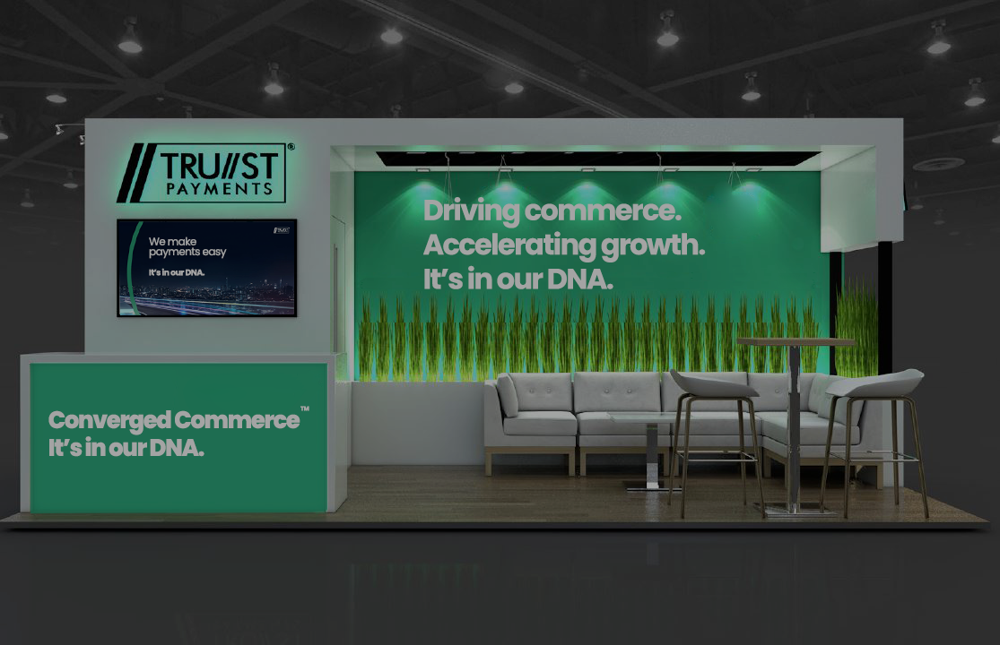 TRU//ST®
PAYMENTS
We make
payments easy
It's in our DNA.
Driving commerce.
Accelerating growth.
It's in our DNA.
Converged Commerce™
It's in our DNA.